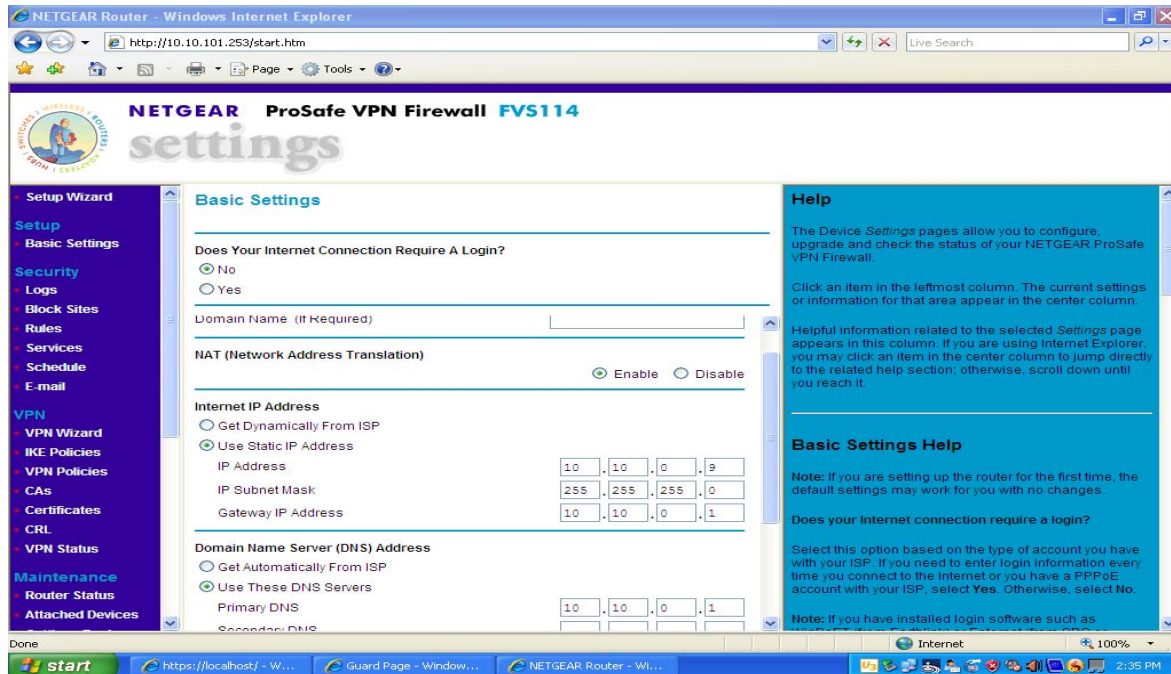 NETGEAR Router - Windows Internet Explorer
http://10.10.101.253/start.htm
Live Search
Page
Tools
SWITCHES WIRELESS ROUTERS ADAPTERS HUBS
NETGEAR ProSafe VPN Firewall FVS114
settings
Setup Wizard
Setup
Basic Settings
Security
Logs
Block Sites
Rules
Services
Schedule
E-mail
VPN
VPN Wizard
IKE Policies
VPN Policies
CAs
Certificates
CRL
VPN Status
Maintenance
Router Status
Attached Devices
Basic Settings
Does Your Internet Connection Require A Login?
No
Yes
Domain Name (If Required)
NAT (Network Address Translation)
Enable Disable
Internet IP Address
Get Dynamically From ISP
Use Static IP Address
IP Address 10 . 10 . 0 . 9
IP Subnet Mask 255 . 255 . 255 . 0
Gateway IP Address 10 . 10 . 0 . 1
Domain Name Server (DNS) Address
Get Automatically From ISP
Use These DNS Servers
Primary DNS 10 . 10 . 0 . 1
Secondary DNS
Help
The Device Settings pages allow you to configure,
upgrade and check the status of your NETGEAR ProSafe
VPN Firewall.
Click an item in the leftmost column. The current settings
or information for that area appear in the center column.
Helpful information related to the selected Settings page
appears in this column. If you are using Internet Explorer,
you may click an item in the center column to jump directly
to the related help section; otherwise, scroll down until
you reach it.
Basic Settings Help
Note: If you are setting up the router for the first time, the
default settings may work for you with no changes.
Does your Internet connection require a login?
Select this option based on the type of account you have
with your ISP. If you need to enter login information every
time you connect to the Internet or you have a PPPoE
account with your ISP, select Yes. Otherwise, select No.
Note: If you have installed login software such as
Done
Internet
100%
start
https://localhost/ - W...
Guard Page - Window...
NETGEAR Router - Wi...
2:35 PM